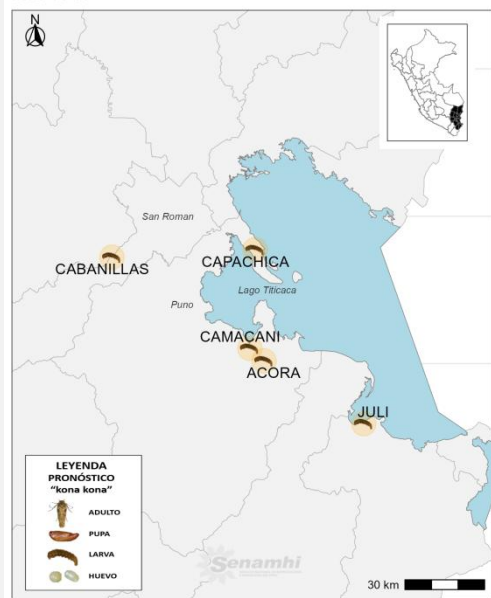 N
San Roman
CABANILLAS
CAPACHICA
Lago Titicaca
Puno
CAMACANI
ACORA
JULI
LEYENDA
PRONÓSTICO
"kona kona"
ADULTO
PUPA
LARVA
HUEVO
Senamhi
30 km